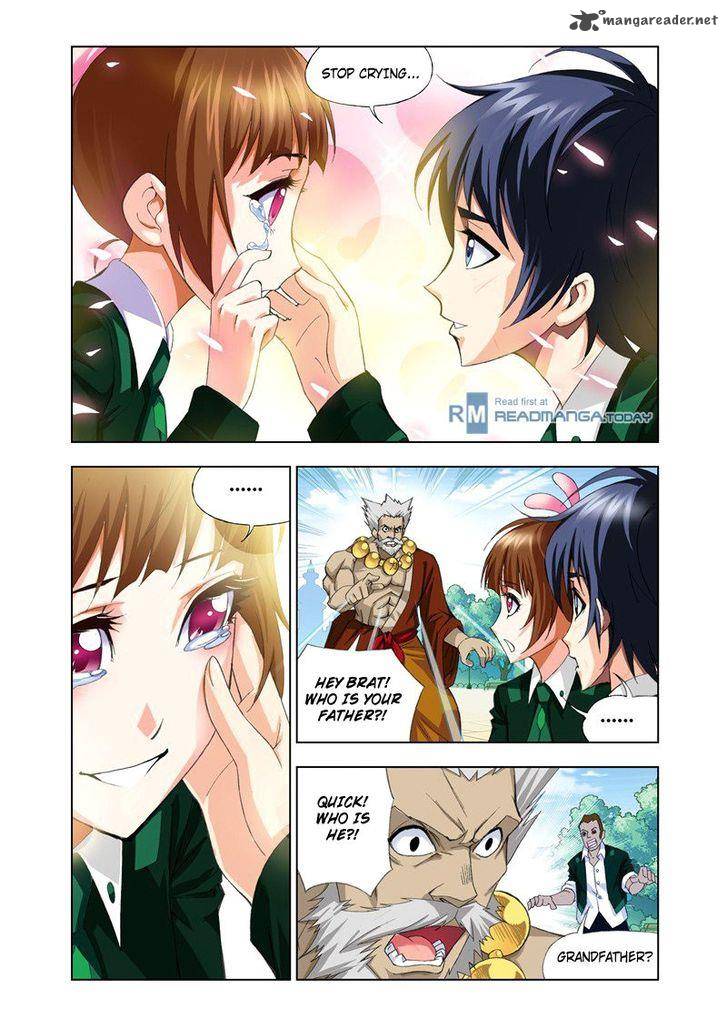 mangareader.net
STOP CRYING...
RM
Read first at
READMANGA.TODAY
......
HEY BRAT!
WHO IS YOUR
FATHER?!
......
QUICK!
WHO IS
HE?!
GRANDFATHER?